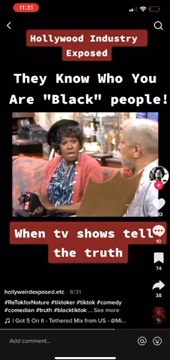 11:31
Hollywood Industry
Exposed
They Know Who You
Are "Black" people!
When tv shows tell
the truth
10
74
38
hollyweirdexposed.etc · 8/31
#ReTokforNature #tiktoker #tiktok #comedy
#comedian #truth #blacktiktok ... See more
I Got 5 On It - Tethered Mix from US - @Mi...
Add comment...